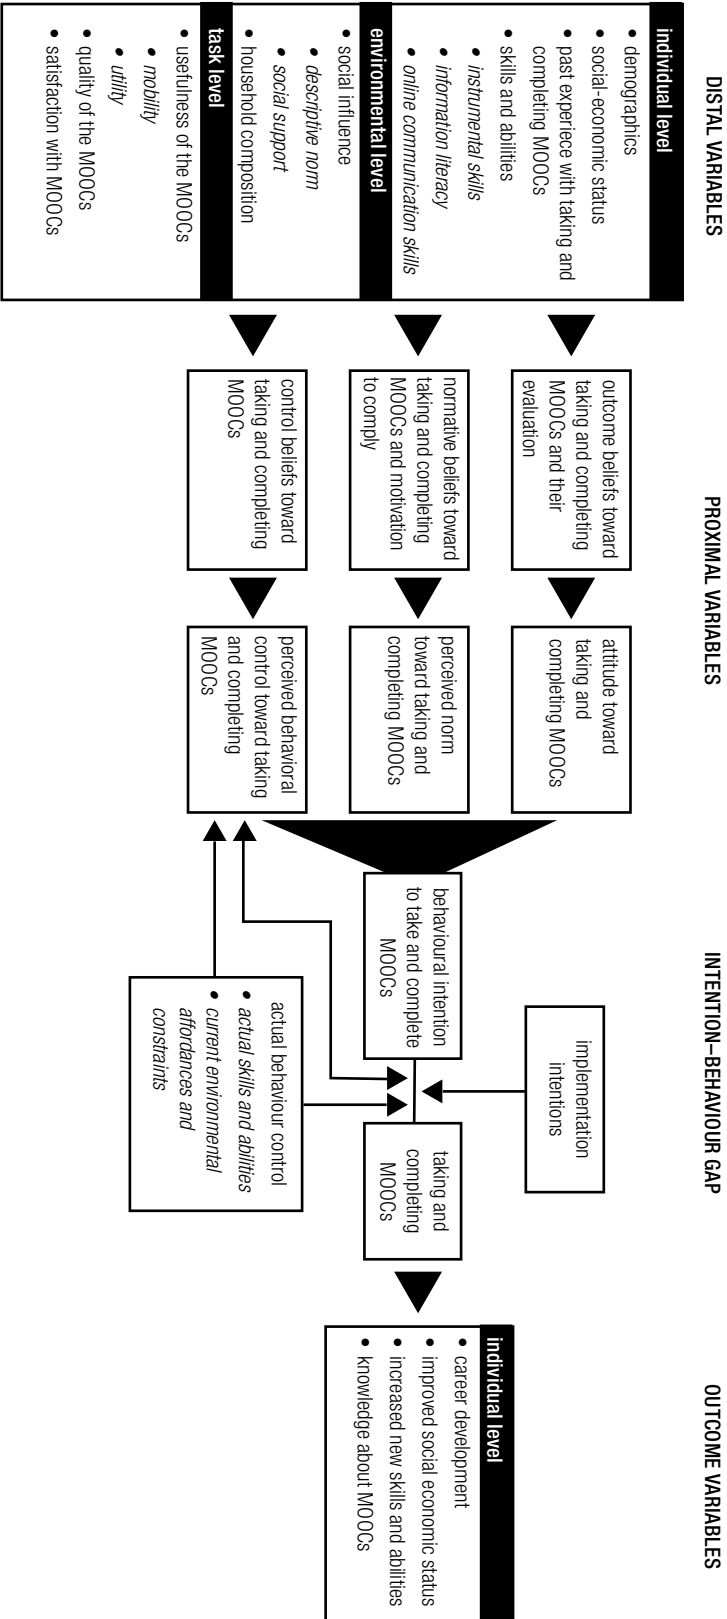 DISTAL VARIABLES
PROXIMAL VARIABLES
INTENTION–BEHAVIOUR GAP
OUTCOME VARIABLES
individual level
• demographics
• social-economic status
• past experiece with taking and
completing MOOCs
• skills and abilities
• instrumental skills
• information literacy
• online communication skills
environmental level
• social influence
• descriptive norm
• social support
• household composition
task level
• usefulness of the MOOCs
• mobility
• utility
• quality of the MOOCs
• satisfaction with MOOCs
outcome beliefs toward
taking and completing
MOOCs and their
evaluation
normative beliefs toward
taking and completing
MOOCs and motivation
to comply
control beliefs toward
taking and completing
MOOCs
attitude toward
taking and
completing MOOCs
perceived norm
toward taking and
completing MOOCs
perceived behavioral
control toward taking
and completing
MOOCs
behavioural intention
to take and complete
MOOCs
implementation
intentions
actual behaviour control
• actual skills and abilities
• current environmental
affordances and
constraints
taking and
completing
MOOCs
individual level
• career development
• improved social economic status
• increased new skills and abilities
• knowledge about MOOCs